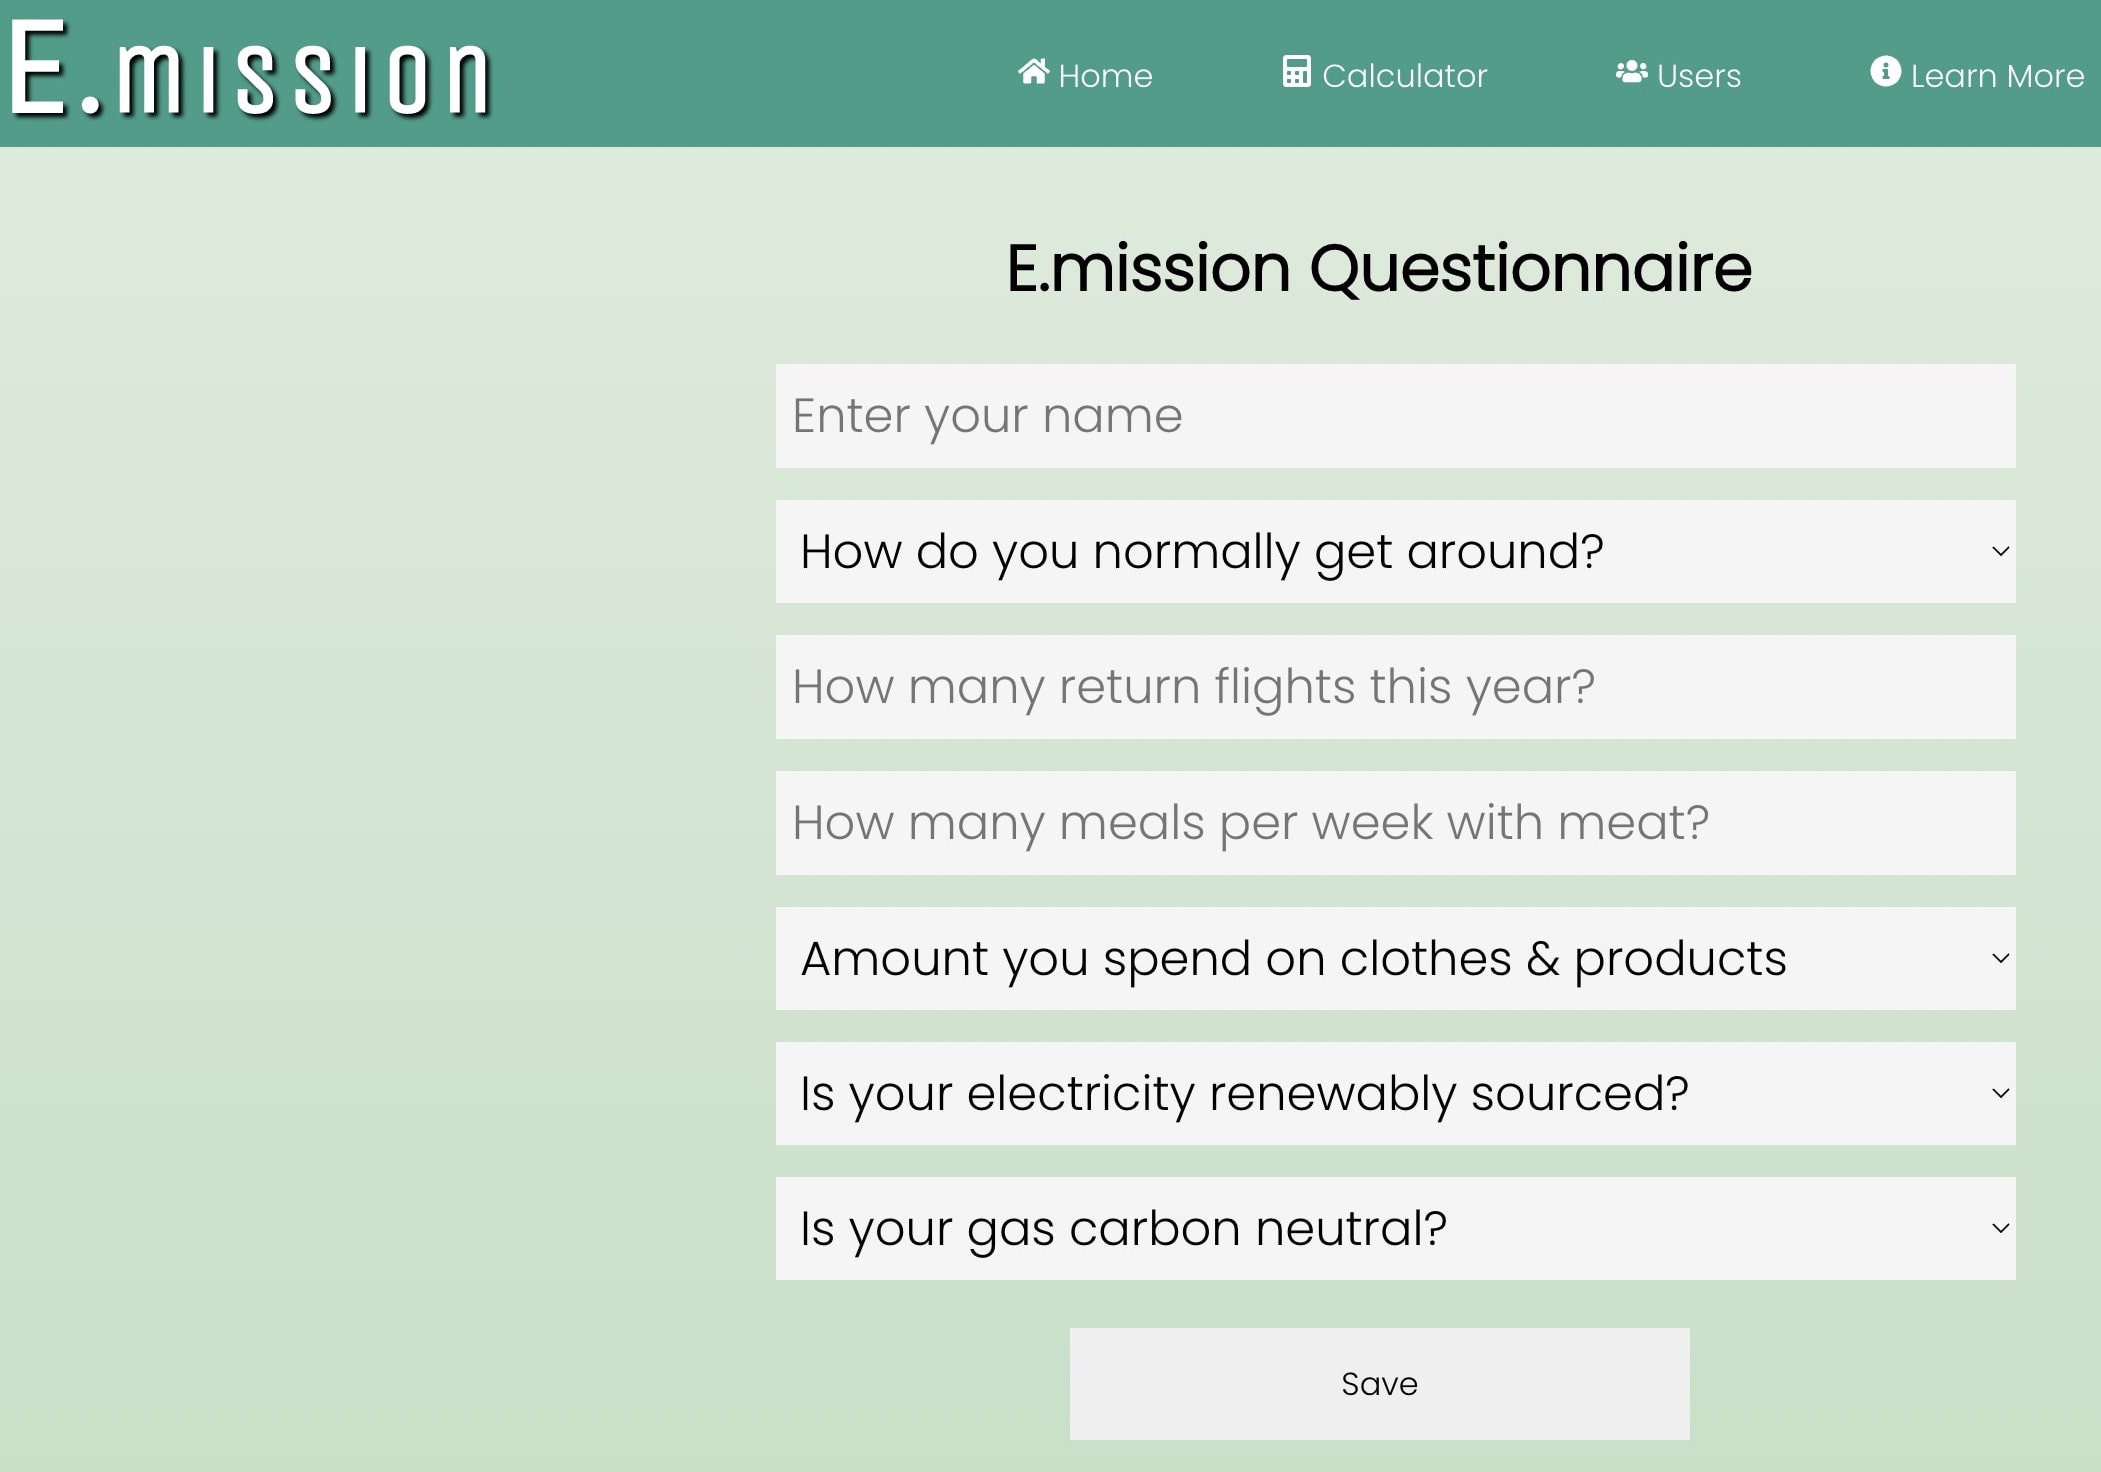 E.mission
Home
Calculator
Users
Learn More
E.mission Questionnaire
Enter your name
How do you normally get around?
How many return flights this year?
How many meals per week with meat?
Amount you spend on clothes & products
Is your electricity renewably sourced?
Is your gas carbon neutral?
Save